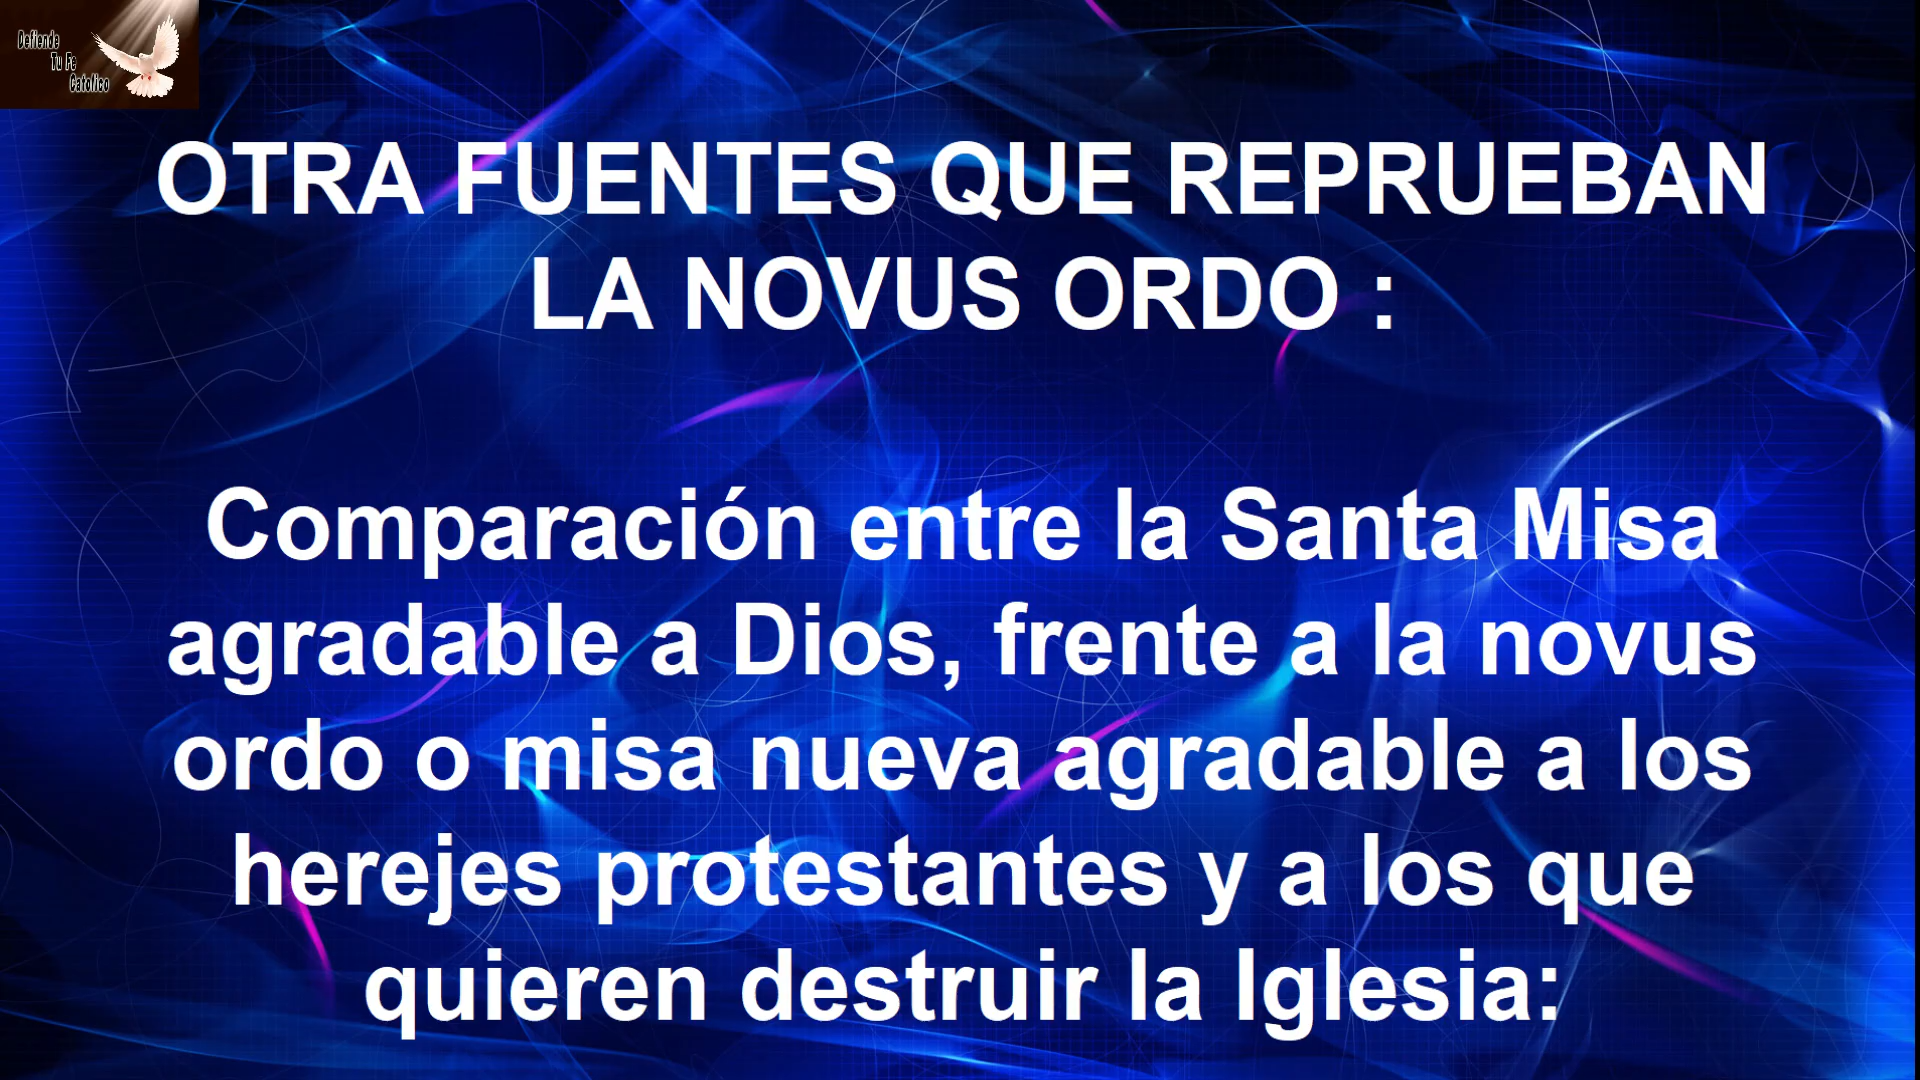 Defiende
Tu Fe
Catolico
OTRA FUENTES QUE REPRUEBAN
LA NOVUS ORDO :
Comparación entre la Santa Misa
agradable a Dios, frente a la novus
ordo o misa nueva agradable a los
herejes protestantes y a los que
quieren destruir la Iglesia: